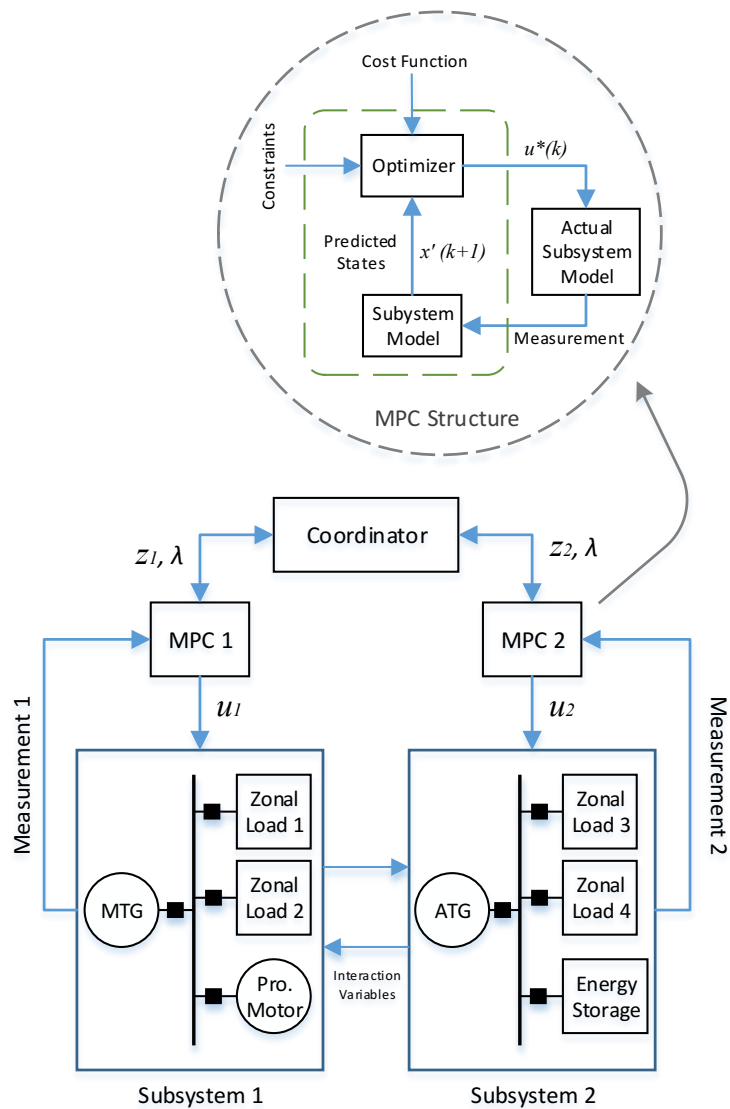 Cost Function
Constraints
Optimizer
u*(k)
Predicted
States
x' (k+1)
Actual
Subsystem
Model
Subystem
Model
Measurement
MPC Structure
Coordinator
z1, λ
z2, λ
MPC 1
MPC 2
Measurement 1
u1
u2
Measurement 2
Zonal
Load 1
Zonal
Load 2
MTG
Pro.
Motor
Interaction
Variables
Zonal
Load 3
Zonal
Load 4
ATG
Energy
Storage
Subsystem 1
Subsystem 2